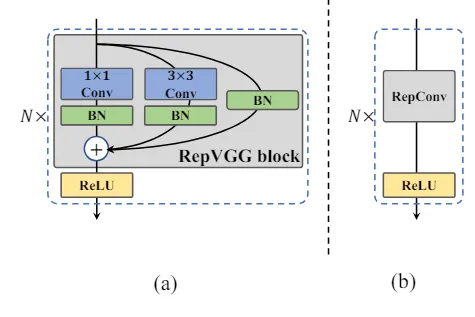 1×1
Conv
3×3
Conv
BN
BN
BN
N×
+
RepVGG block
ReLU
(a)
N×
RepConv
ReLU
(b)